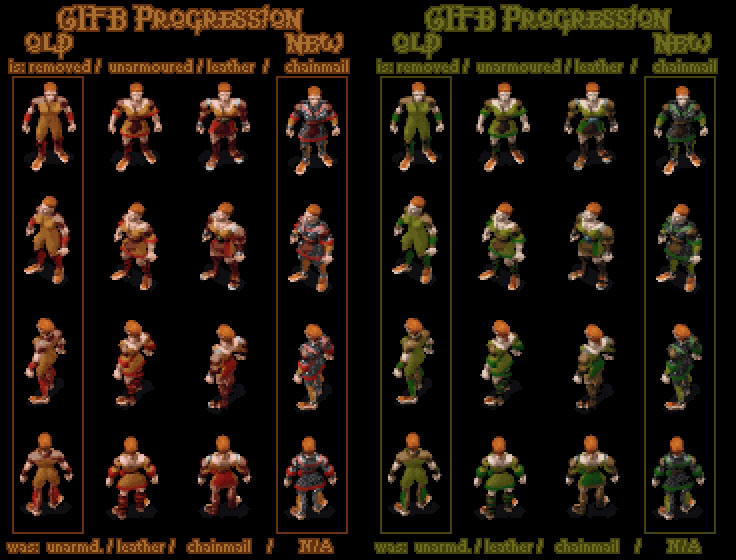 GIFB Progression
OLD NEW
is: removed / unarmoured / leather / chainmail
was: unarmd. / leather / chainmail / N/A
GIFB Progression
OLD NEW
is: removed / unarmoured / leather / chainmail
was: unarmd. / leather / chainmail / N/A